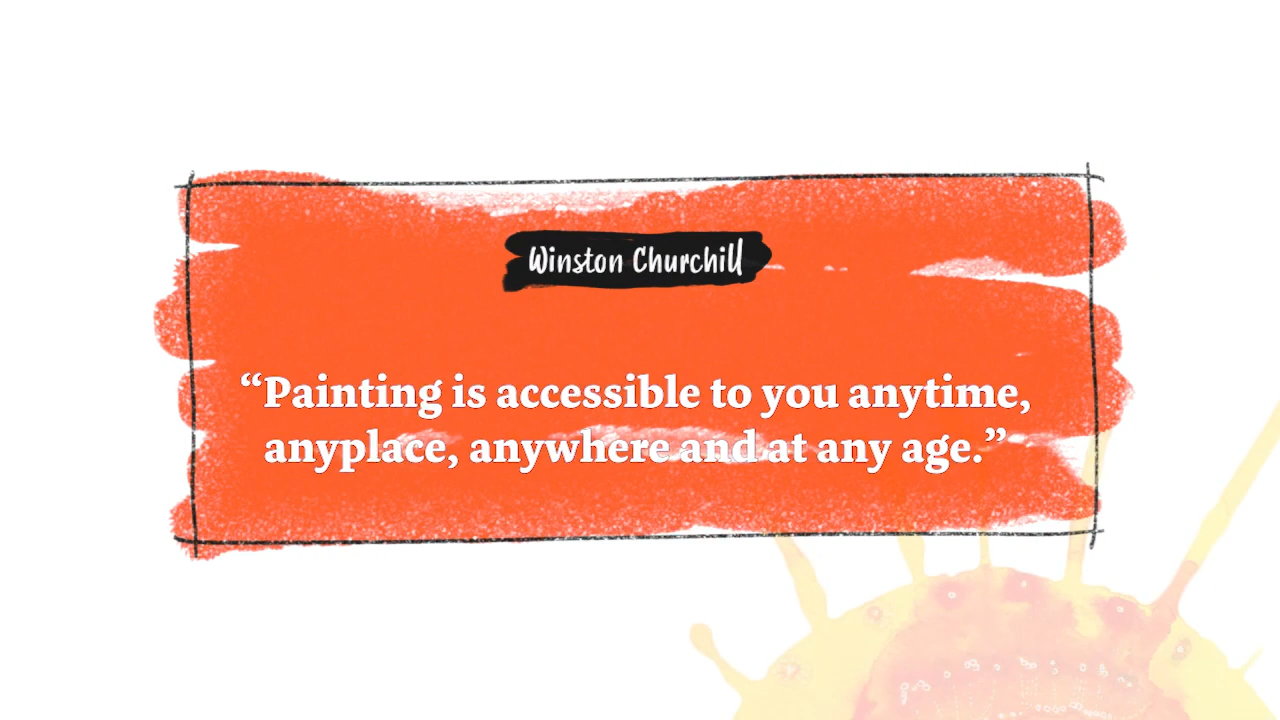 Winston Churchill
“Painting is accessible to you anytime,
anyplace, anywhere and at any age.”